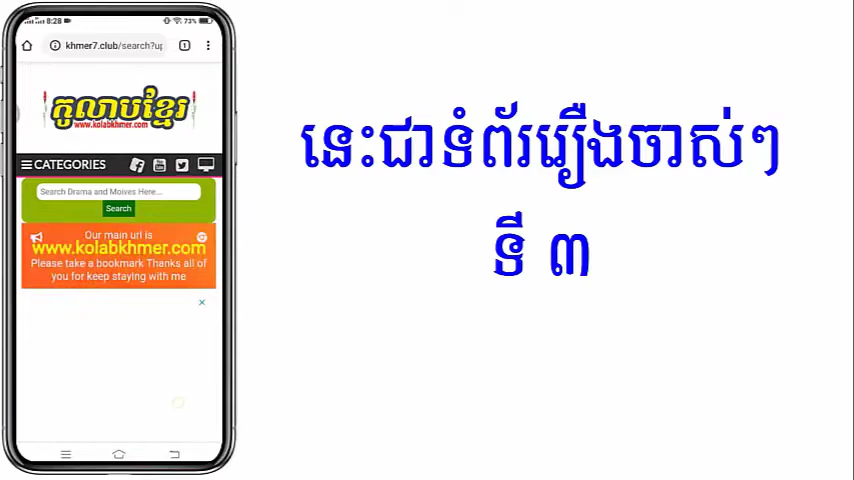 8:28
73%
khmer7.club/search?up
1
កូលាបខ្មែរ
www.kolabkhmer.com
CATEGORIES
Search Drama and Moives Here...
Search
Our main url is
www.kolabkhmer.com
Please take a bookmark Thanks all of
you for keep staying with me
នេះជាទំព័ររឿងចាស់ៗ
ទី ៣